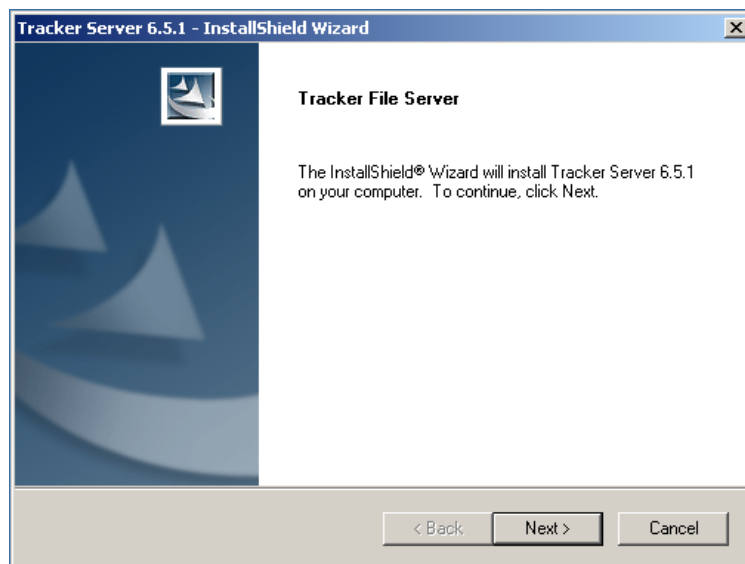 Tracker Server 6.5.1 - InstallShield Wizard
Tracker File Server
The InstallShield® Wizard will install Tracker Server 6.5.1
on your computer. To continue, click Next.
< Back
Next >
Cancel